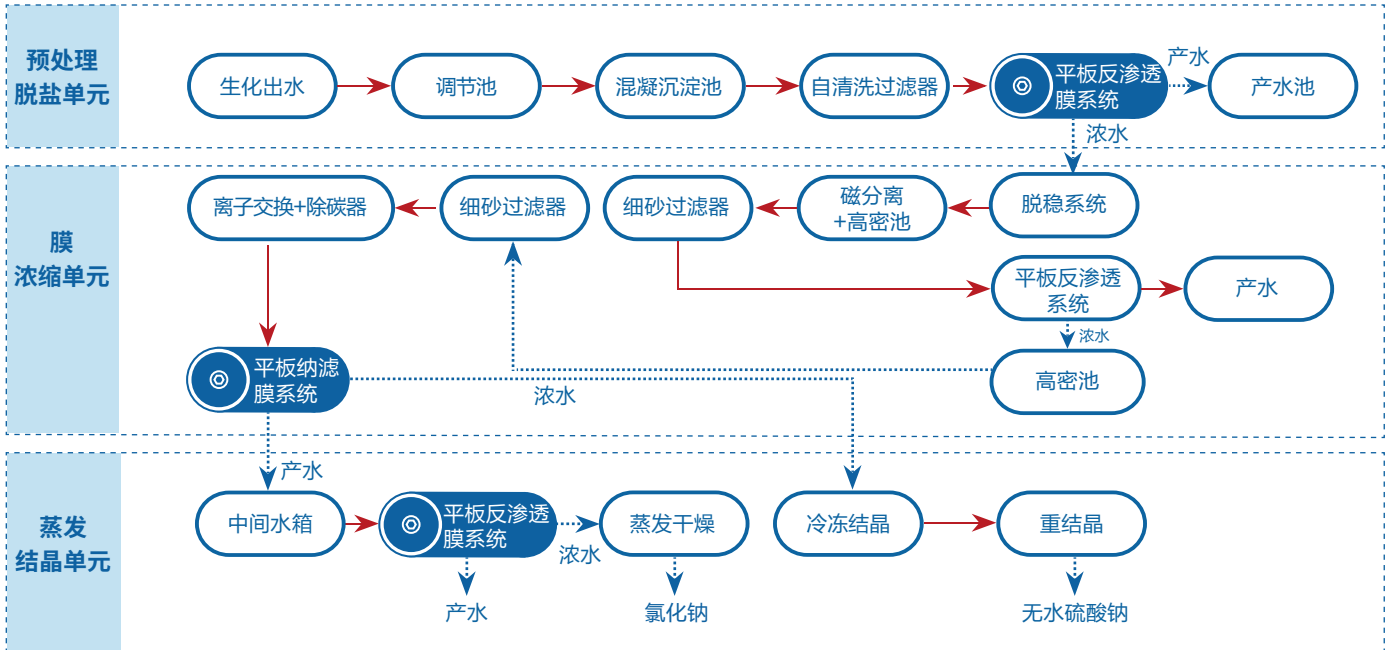 预处理
脱盐单元
生化出水
调节池
混凝沉淀池
自清洗过滤器
平板反渗透
膜系统
产水
产水池
浓水
膜
浓缩单元
离子交换+除碳器
细砂过滤器
细砂过滤器
磁分离
+高密池
脱稳系统
平板反渗透
系统
产水
浓水
高密池
平板纳滤
膜系统
浓水
产水
蒸发
结晶单元
中间水箱
平板反渗透
膜系统
浓水
蒸发干燥
冷冻结晶
重结晶
产水
氯化钠
无水硫酸钠